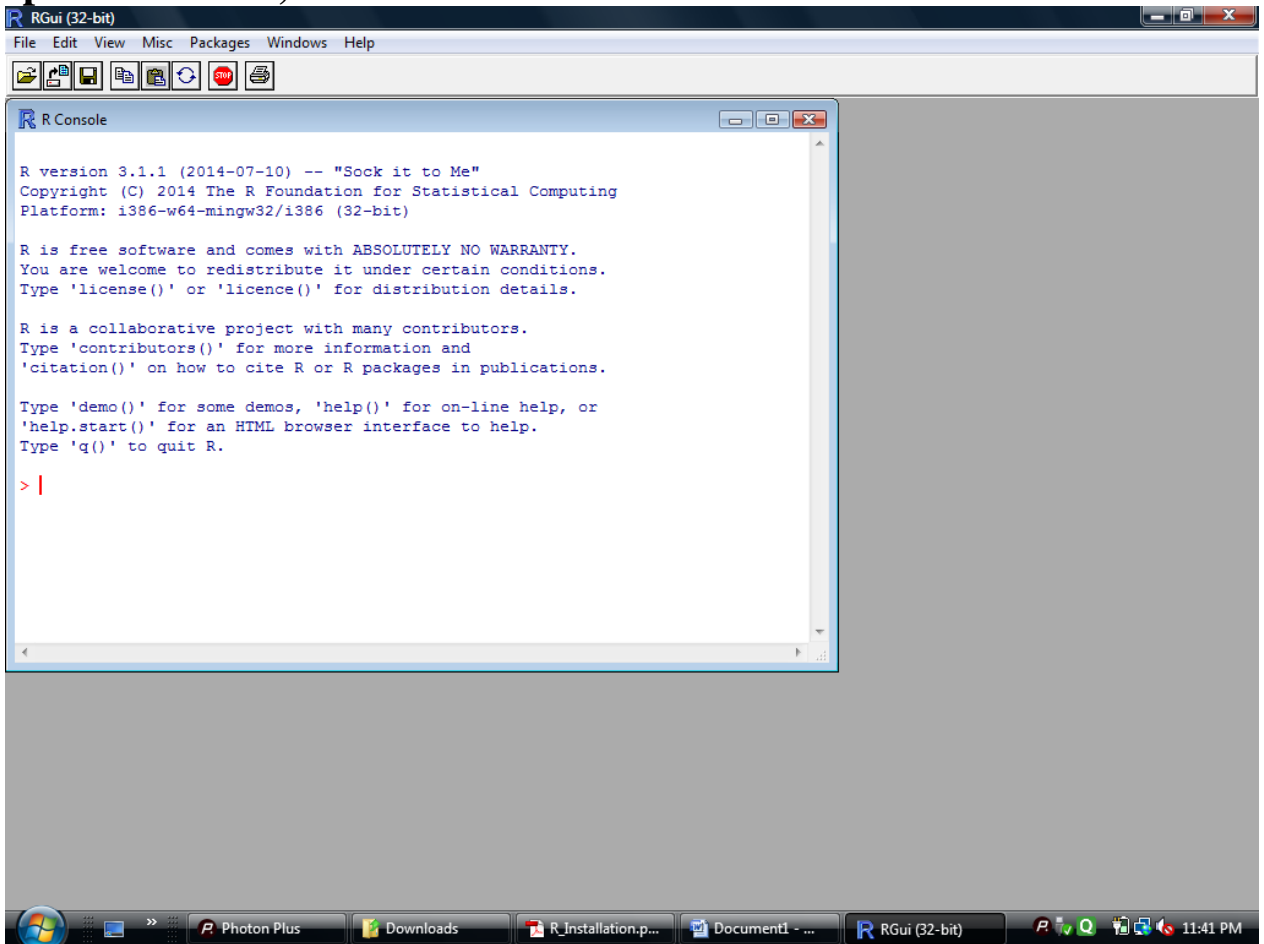 RGui (32-bit)
File Edit View Misc Packages Windows Help
STOP
R Console
R version 3.1.1 (2014-07-10) -- "Sock it to Me"
Copyright (C) 2014 The R Foundation for Statistical Computing
Platform: i386-w64-mingw32/i386 (32-bit)
R is free software and comes with ABSOLUTELY NO WARRANTY.
You are welcome to redistribute it under certain conditions.
Type 'license()' or 'licence()' for distribution details.
R is a collaborative project with many contributors.
Type 'contributors()' for more information and
'citation()' on how to cite R or R packages in publications.
Type 'demo()' for some demos, 'help()' for on-line help, or
'help.start()' for an HTML browser interface to help.
Type 'q()' to quit R.
>
» Photon Plus Downloads R_Installation.p... Document1 - ... RGui (32-bit) 11:41 PM